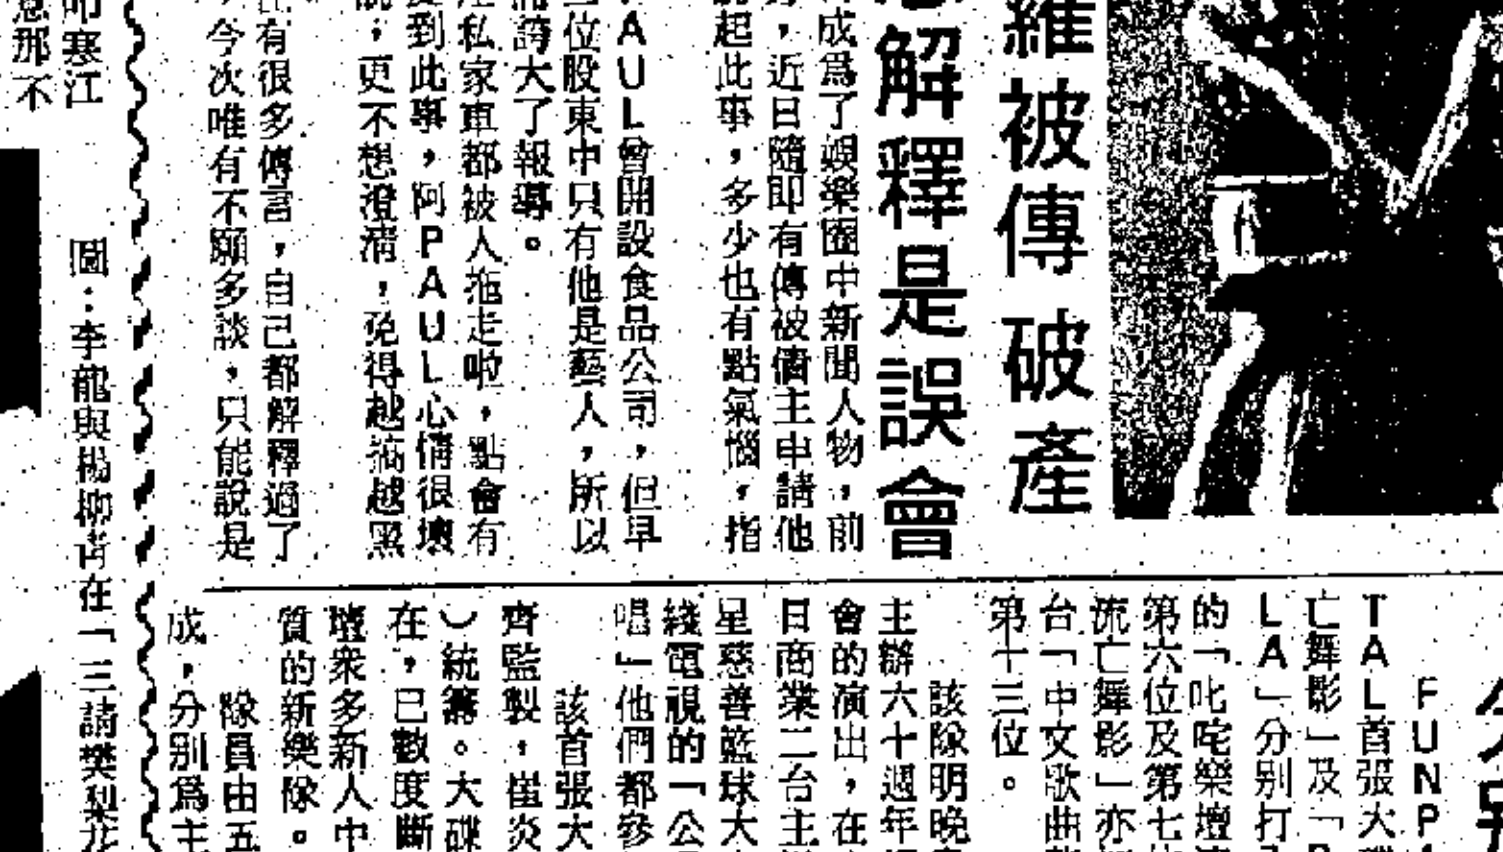 羅被傳破產
解釋是誤會
成爲了娛樂圈中新聞人物，前
，近日隨即有傳被債主申請他
起此事，多少也有點氣惱，指
AUL曾開設食品公司，但早
位股東中只有他是藝人，所以
誇大了報導。
私家車都被人拖走啦，點會有
到此事，阿PAUL心情很壞
，更不想澄清，免得越描越黑
有很多傳言，自己都解釋過了
今次唯有不願多談，只能說是
叩寒江
意那不
圖：李龍與楊柳青在「三請樊梨花
FUNPA
TAL首張大碟
亡舞影」及「
LA」分別打入
的「叱咤樂壇
第六位及第七
流亡舞影」亦
台「中文歌曲
第十三位。
該隊明晚
主辦六十週年
會的演出，在
日商業二台主
星慈善籃球大
綫電視的「公
唱」他們都參
該首張大
齊監製，崔炎
）統籌。大碟
在，已數度斷
壇衆多新人中
質的新樂隊。
隊員由五
成，分別爲主